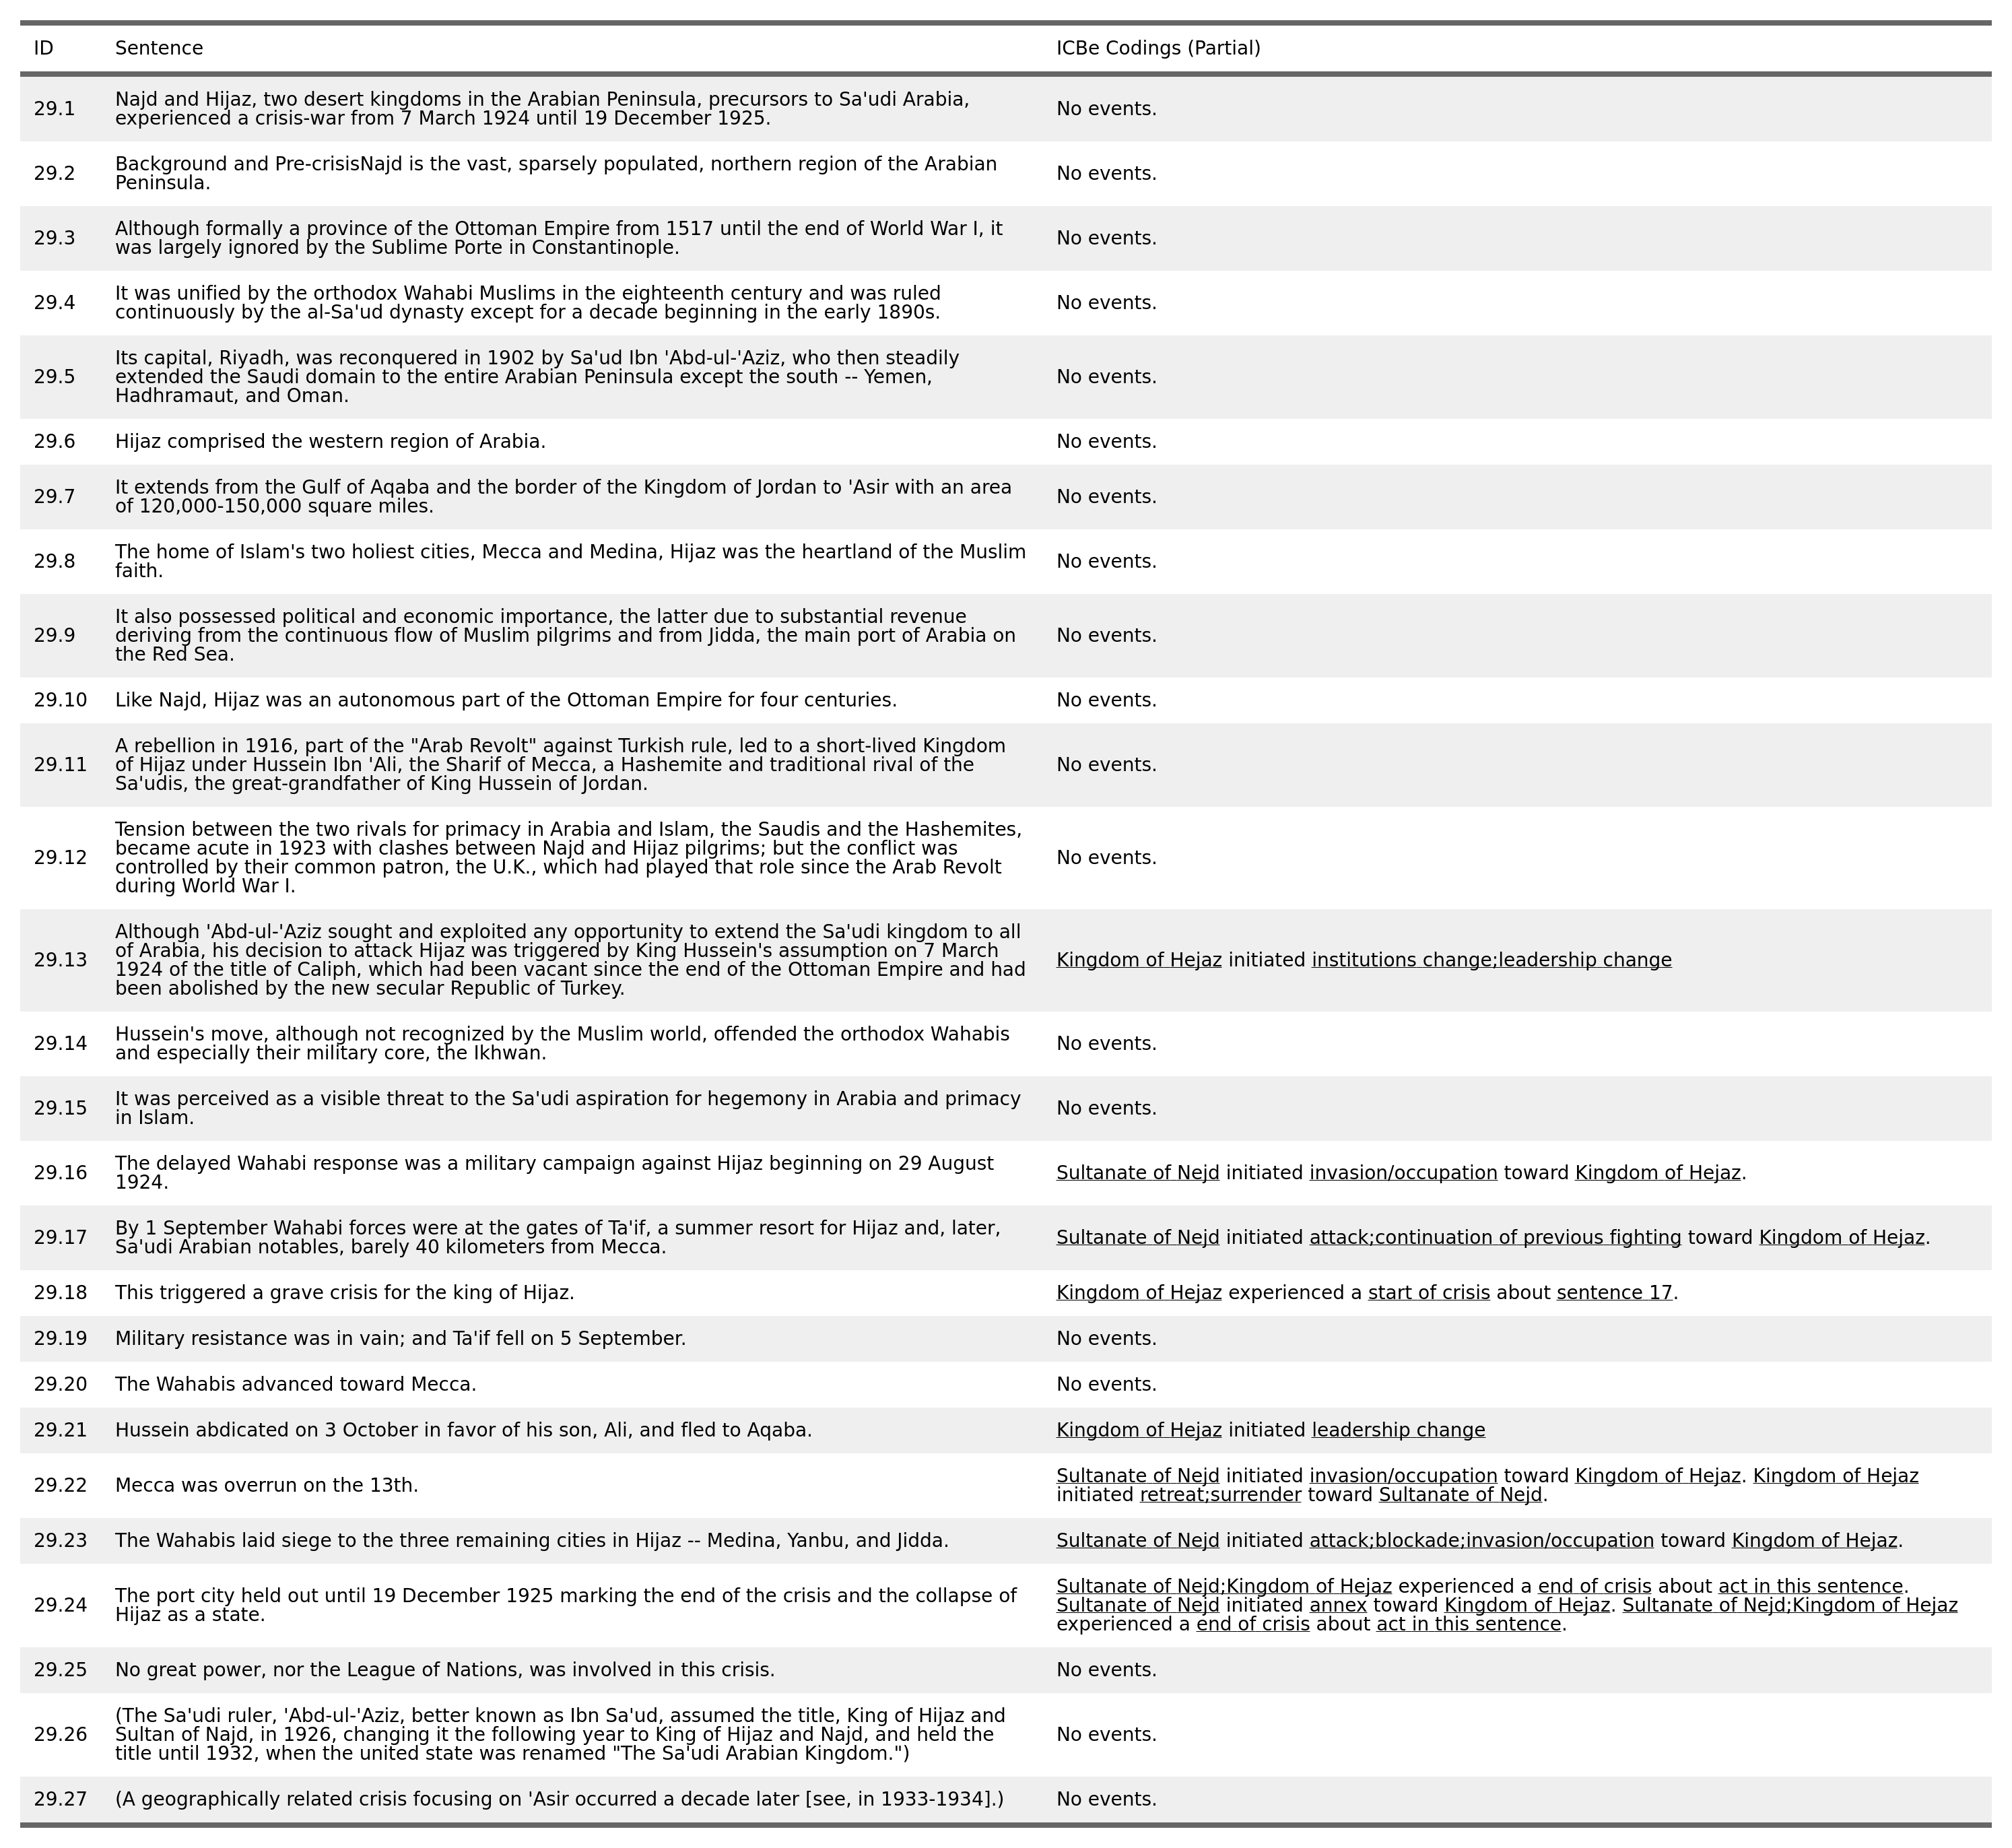 ID Sentence ICBe Codings (Partial)
29.1 Najd and Hijaz, two desert kingdoms in the Arabian Peninsula, precursors to Sa'udi Arabia,
experienced a crisis-war from 7 March 1924 until 19 December 1925. No events.
29.2 Background and Pre-crisisNajd is the vast, sparsely populated, northern region of the Arabian
Peninsula. No events.
29.3 Although formally a province of the Ottoman Empire from 1517 until the end of World War I, it
was largely ignored by the Sublime Porte in Constantinople. No events.
29.4 It was unified by the orthodox Wahabi Muslims in the eighteenth century and was ruled
continuously by the al-Sa'ud dynasty except for a decade beginning in the early 1890s. No events.
29.5 Its capital, Riyadh, was reconquered in 1902 by Sa'ud Ibn 'Abd-ul-'Aziz, who then steadily
extended the Saudi domain to the entire Arabian Peninsula except the south -- Yemen,
Hadhramaut, and Oman. No events.
29.6 Hijaz comprised the western region of Arabia. No events.
29.7 It extends from the Gulf of Aqaba and the border of the Kingdom of Jordan to 'Asir with an area
of 120,000-150,000 square miles. No events.
29.8 The home of Islam's two holiest cities, Mecca and Medina, Hijaz was the heartland of the Muslim
faith. No events.
29.9 It also possessed political and economic importance, the latter due to substantial revenue
deriving from the continuous flow of Muslim pilgrims and from Jidda, the main port of Arabia on
the Red Sea. No events.
29.10 Like Najd, Hijaz was an autonomous part of the Ottoman Empire for four centuries. No events.
29.11 A rebellion in 1916, part of the "Arab Revolt" against Turkish rule, led to a short-lived Kingdom
of Hijaz under Hussein Ibn 'Ali, the Sharif of Mecca, a Hashemite and traditional rival of the
Sa'udis, the great-grandfather of King Hussein of Jordan. No events.
29.12 Tension between the two rivals for primacy in Arabia and Islam, the Saudis and the Hashemites,
became acute in 1923 with clashes between Najd and Hijaz pilgrims; but the conflict was
controlled by their common patron, the U.K., which had played that role since the Arab Revolt
during World War I. No events.
29.13 Although 'Abd-ul-'Aziz sought and exploited any opportunity to extend the Sa'udi kingdom to all
of Arabia, his decision to attack Hijaz was triggered by King Hussein's assumption on 7 March
1924 of the title of Caliph, which had been vacant since the end of the Ottoman Empire and had
been abolished by the new secular Republic of Turkey. Kingdom of Hejaz initiated institutions change;leadership change
29.14 Hussein's move, although not recognized by the Muslim world, offended the orthodox Wahabis
and especially their military core, the Ikhwan. No events.
29.15 It was perceived as a visible threat to the Sa'udi aspiration for hegemony in Arabia and primacy
in Islam. No events.
29.16 The delayed Wahabi response was a military campaign against Hijaz beginning on 29 August
1924. Sultanate of Nejd initiated invasion/occupation toward Kingdom of Hejaz.
29.17 By 1 September Wahabi forces were at the gates of Ta'if, a summer resort for Hijaz and, later,
Sa'udi Arabian notables, barely 40 kilometers from Mecca. Sultanate of Nejd initiated attack;continuation of previous fighting toward Kingdom of Hejaz.
29.18 This triggered a grave crisis for the king of Hijaz. Kingdom of Hejaz experienced a start of crisis about sentence 17.
29.19 Military resistance was in vain; and Ta'if fell on 5 September. No events.
29.20 The Wahabis advanced toward Mecca. No events.
29.21 Hussein abdicated on 3 October in favor of his son, Ali, and fled to Aqaba. Kingdom of Hejaz initiated leadership change
29.22 Mecca was overrun on the 13th. Sultanate of Nejd initiated invasion/occupation toward Kingdom of Hejaz. Kingdom of Hejaz
initiated retreat;surrender toward Sultanate of Nejd.
29.23 The Wahabis laid siege to the three remaining cities in Hijaz -- Medina, Yanbu, and Jidda. Sultanate of Nejd initiated attack;blockade;invasion/occupation toward Kingdom of Hejaz.
29.24 The port city held out until 19 December 1925 marking the end of the crisis and the collapse of
Hijaz as a state. Sultanate of Nejd;Kingdom of Hejaz experienced a end of crisis about act in this sentence.
Sultanate of Nejd initiated annex toward Kingdom of Hejaz. Sultanate of Nejd;Kingdom of Hejaz
experienced a end of crisis about act in this sentence.
29.25 No great power, nor the League of Nations, was involved in this crisis. No events.
29.26 (The Sa'udi ruler, 'Abd-ul-'Aziz, better known as Ibn Sa'ud, assumed the title, King of Hijaz and
Sultan of Najd, in 1926, changing it the following year to King of Hijaz and Najd, and held the
title until 1932, when the united state was renamed "The Sa'udi Arabian Kingdom.") No events.
29.27 (A geographically related crisis focusing on 'Asir occurred a decade later [see, in 1933-1934].) No events.